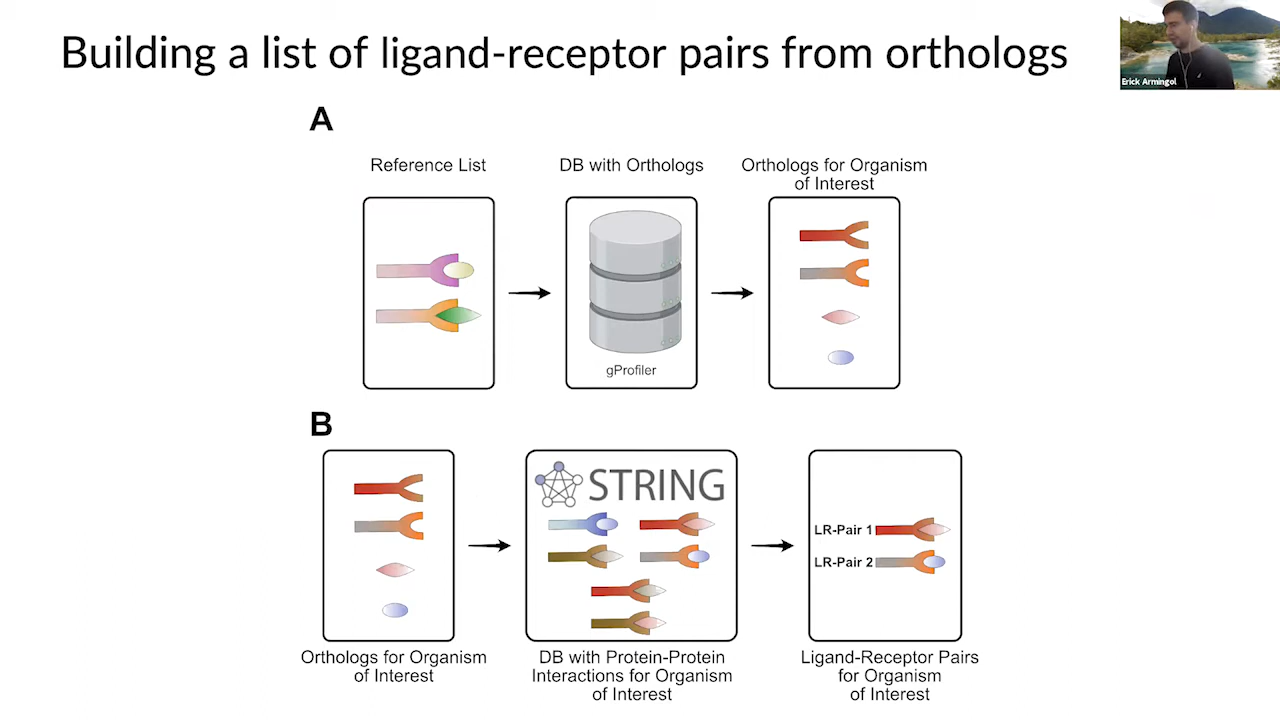 Building a list of ligand-receptor pairs from orthologs
Erick Armingol
A
Reference List
DB with Orthologs
Orthologs for Organism
of Interest
gProfiler
B
STRING
LR-Pair 1
LR-Pair 2
Orthologs for Organism
of Interest
DB with Protein-Protein
Interactions for Organism
of Interest
Ligand-Receptor Pairs
for Organism
of Interest